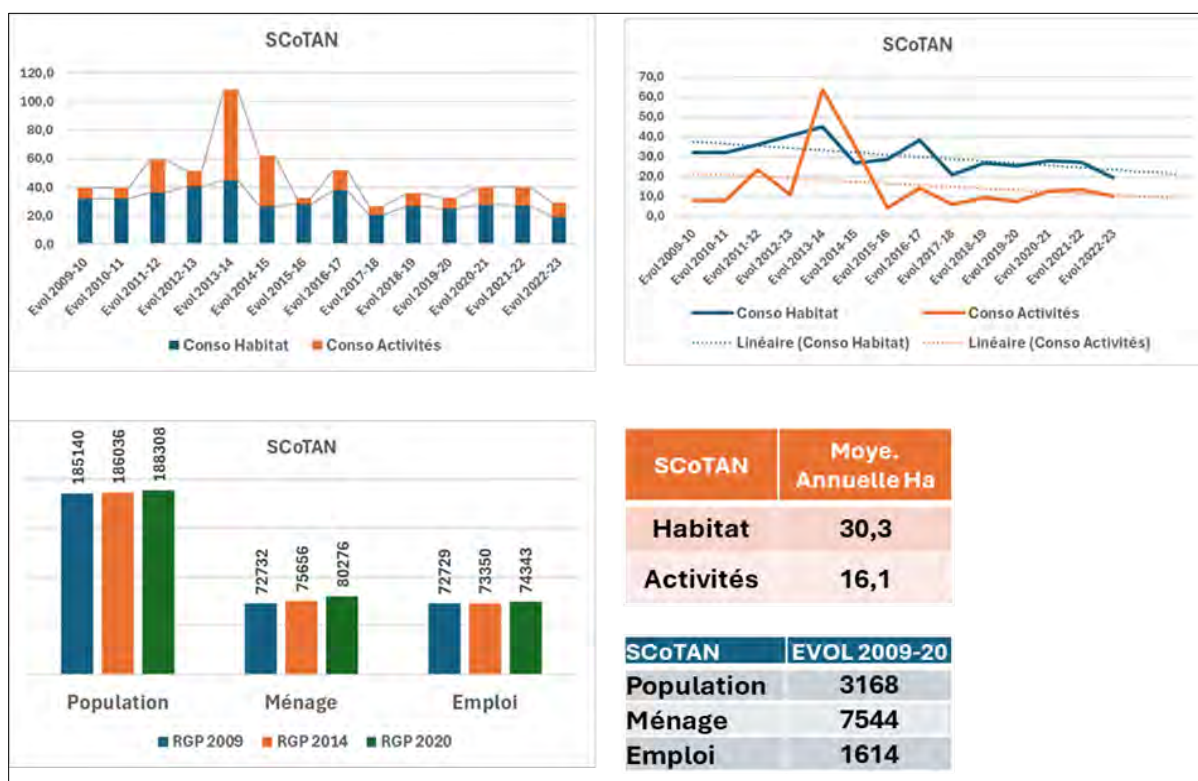 SCoTAN
120,0
100,0
80,0
60,0
40,0
20,0
0,0
Evol 2009-10
Evol 2010-11
Evol 2011-12
Evol 2012-13
Evol 2013-14
Evol 2014-15
Evol 2015-16
Evol 2016-17
Evol 2017-18
Evol 2018-19
Evol 2019-20
Evol 2020-21
Evol 2021-22
Evol 2022-23
Conso Habitat Conso Activités
SCoTAN
70,0
60,0
50,0
40,0
30,0
20,0
10,0
0,0
Evol 2009-10
Evol 2010-11
Evol 2011-12
Evol 2012-13
Evol 2013-14
Evol 2014-15
Evol 2015-16
Evol 2016-17
Evol 2017-18
Evol 2018-19
Evol 2019-20
Evol 2020-21
Evol 2021-22
Evol 2022-23
Conso Habitat Conso Activités
Linéaire (Conso Habitat) Linéaire (Conso Activités)
SCoTAN
185140
186036
188308
72732
75656
80276
72729
73350
74343
Population Ménage Emploi
RGP 2009 RGP 2014 RGP 2020
SCoTAN Moye. Annuelle Ha
Habitat 30,3
Activités 16,1
SCoTAN EVOL 2009-20
Population 3168
Ménage 7544
Emploi 1614